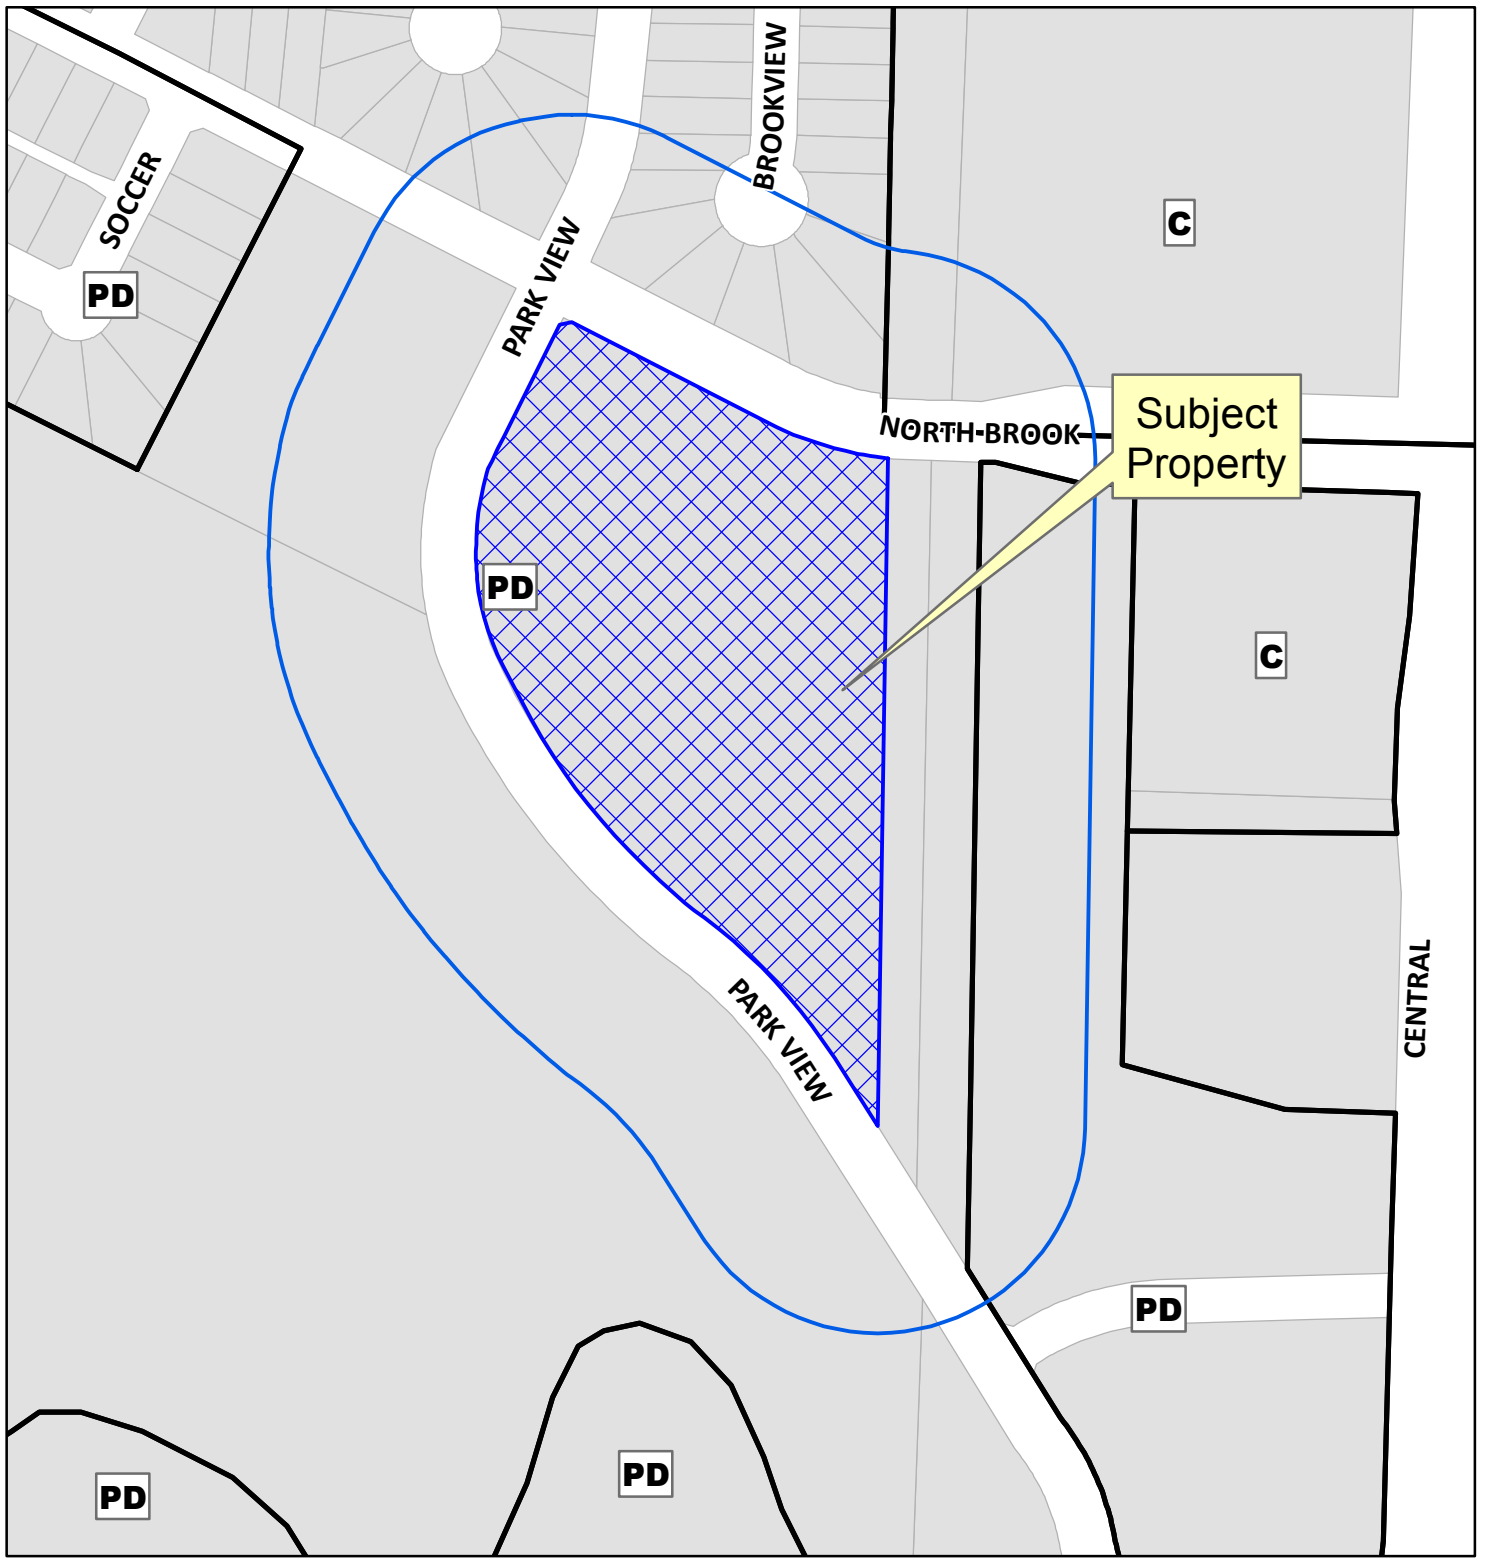 BROOKVIEW
SOCCER
C
PD
PARK VIEW
Subject
Property
NORTH-BROOK
PD
C
CENTRAL
PARK VIEW
PD
PD
PD